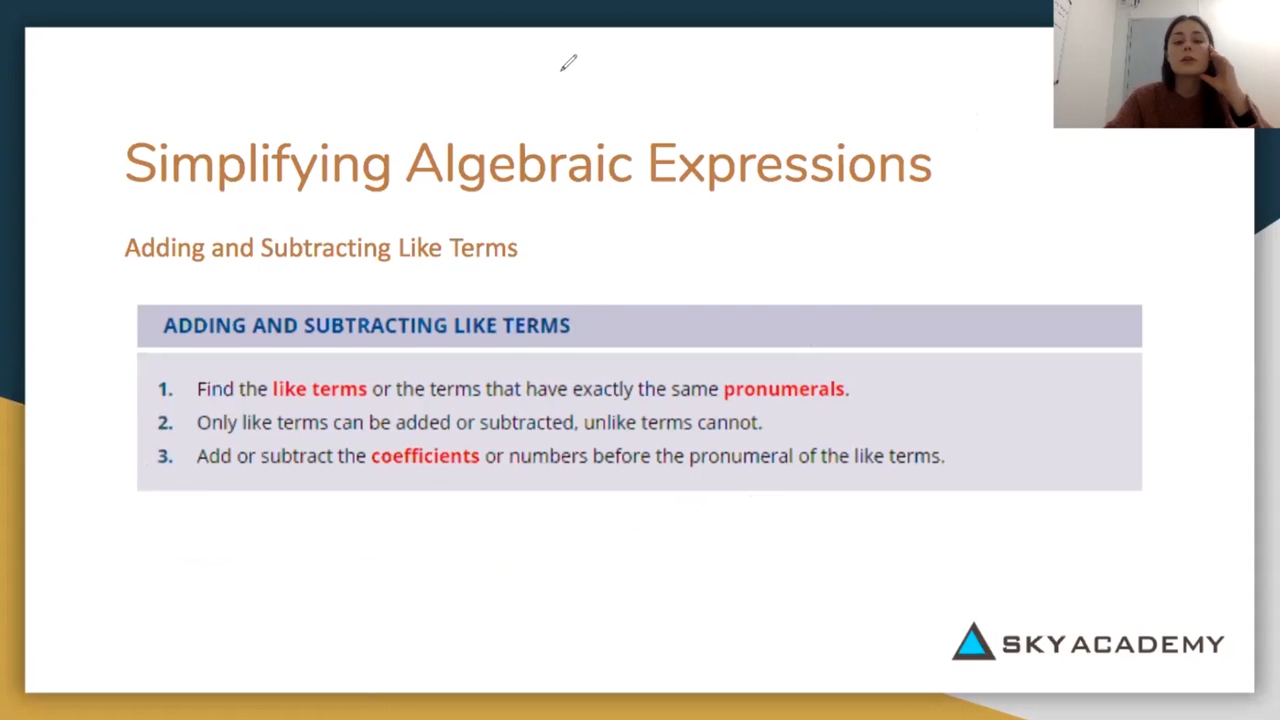 Simplifying Algebraic Expressions
Adding and Subtracting Like Terms
ADDING AND SUBTRACTING LIKE TERMS
1. Find the like terms or the terms that have exactly the same pronumerals.
2. Only like terms can be added or subtracted, unlike terms cannot.
3. Add or subtract the coefficients or numbers before the pronumeral of the like terms.
SKY ACADEMY